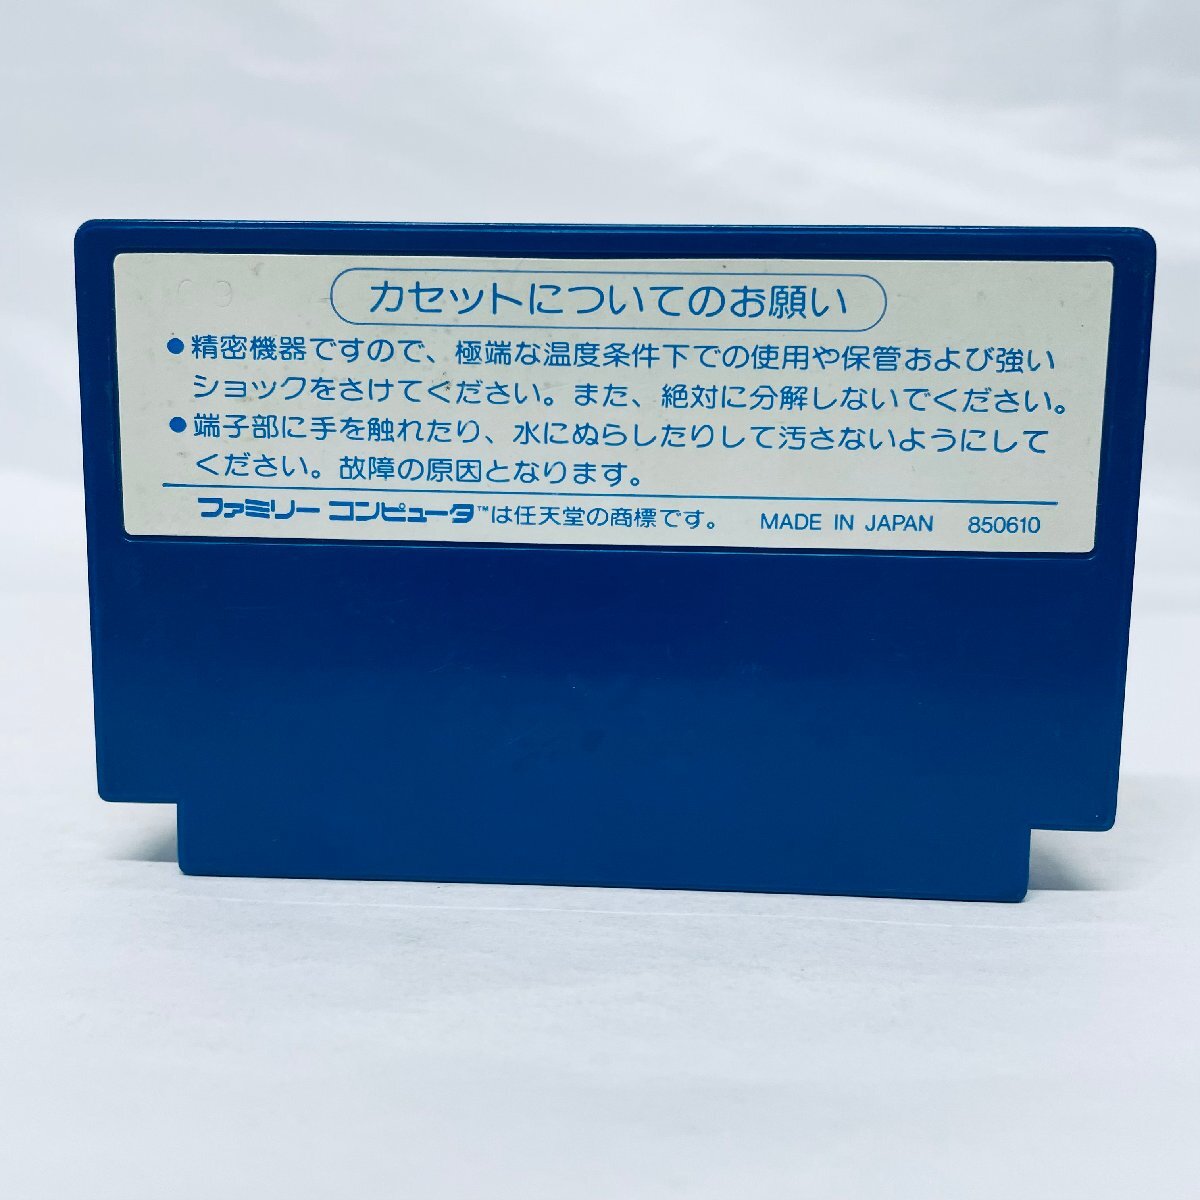 カセットについてのお願い
●精密機器ですので、極端な温度条件下での使用や保管および強い
ショックをさけてください。また、絶対に分解しないでください。
●端子部に手を触れたり、水にぬらしたりして汚さないようにして
ください。故障の原因となります。
ファミリー コンピュータ™は任天堂の商標です。 MADE IN JAPAN 850610